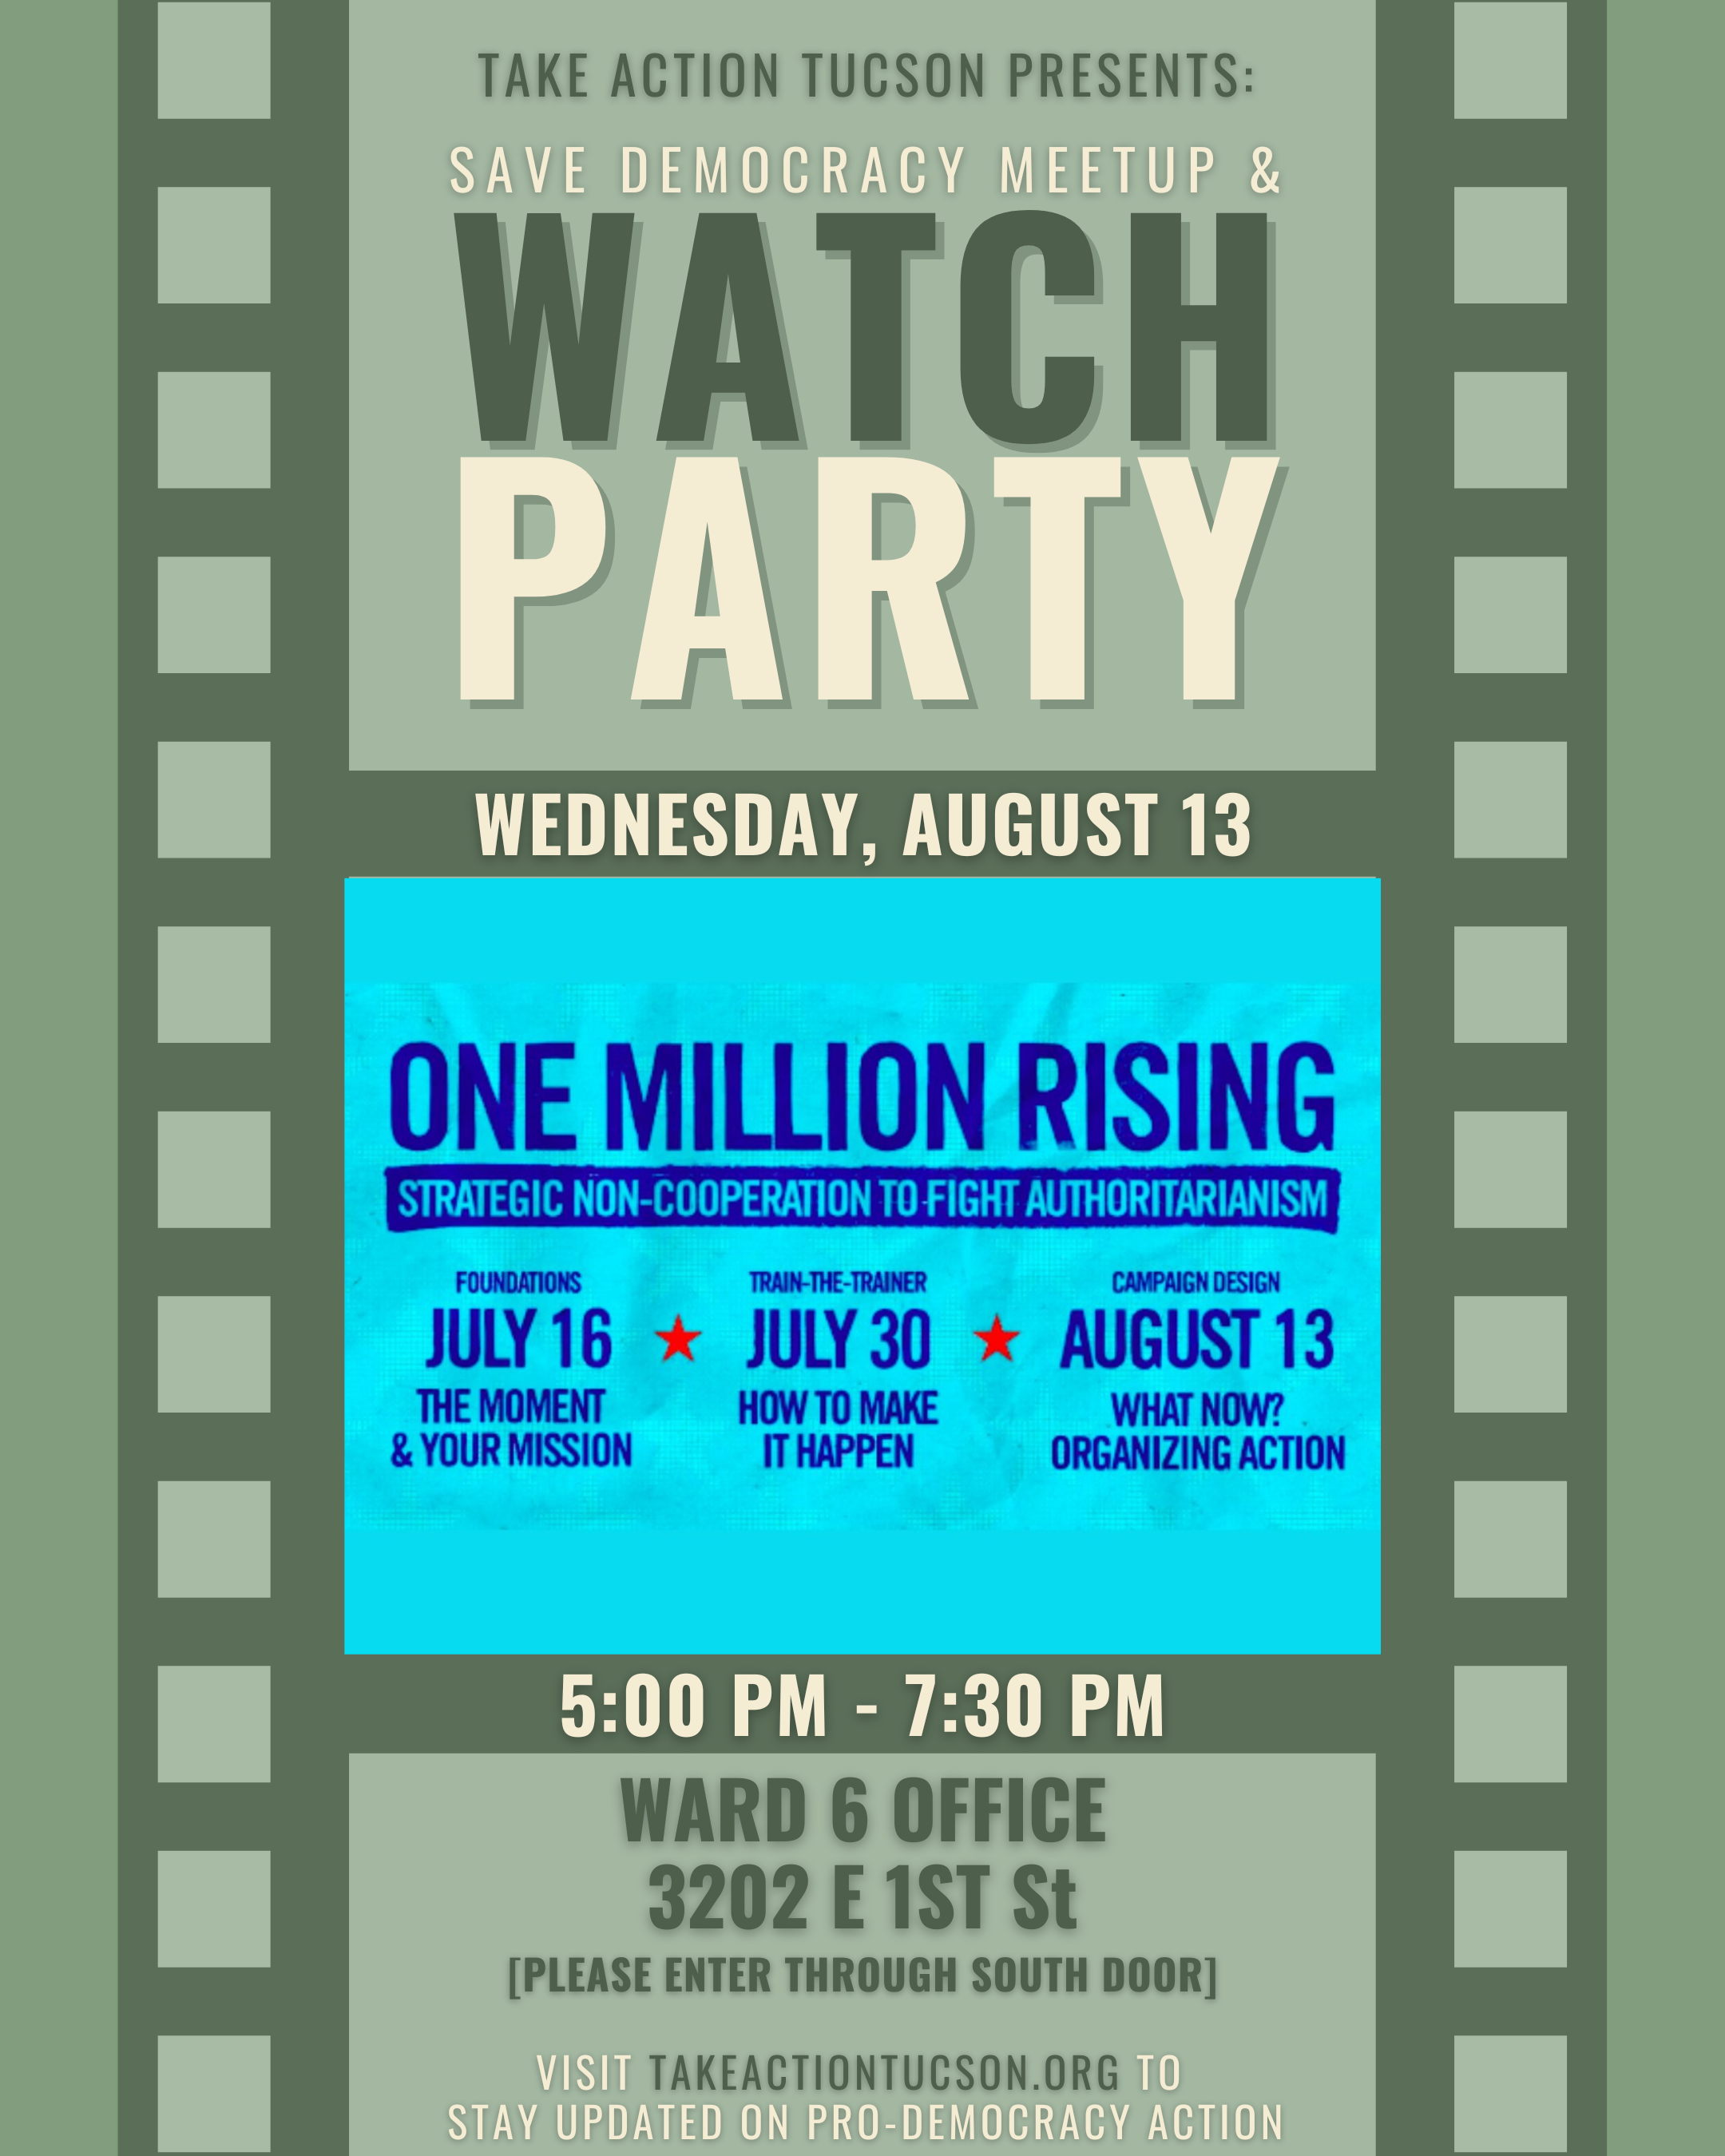 TAKE ACTION TUCSON PRESENTS:
SAVE DEMOCRACY MEETUP &
WATCH
PARTY
WEDNESDAY, AUGUST 13
ONE MILLION RISING
STRATEGIC NON-COOPERATION TO FIGHT AUTHORITARIANISM
FOUNDATIONS
JULY 16
THE MOMENT
& YOUR MISSION
TRAIN-THE-TRAINER
JULY 30
HOW TO MAKE
IT HAPPEN
CAMPAIGN DESIGN
AUGUST 13
WHAT NOW?
ORGANIZING ACTION
5:00 PM - 7:30 PM
WARD 6 OFFICE
3202 E 1ST St
[PLEASE ENTER THROUGH SOUTH DOOR]
VISIT TAKEACTIONTUCSON.ORG TO
STAY UPDATED ON PRO-DEMOCRACY ACTION